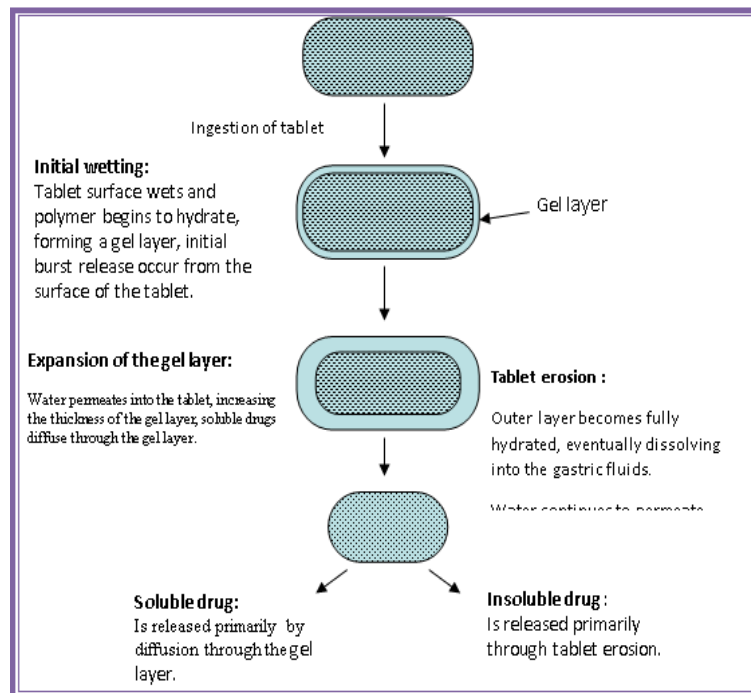 Ingestion of tablet
Initial wetting:
Tablet surface wets and
polymer begins to hydrate,
forming a gel layer, initial
burst release occur from the
surface of the tablet.
Gel layer
Expansion of the gel layer:
Water permeates into the tablet, increasing
the thickness of the gel layer, soluble drugs
diffuse through the gel layer.
Tablet erosion :
Outer layer becomes fully
hydrated, eventually dissolving
into the gastric fluids.
Water continues to permeate
Soluble drug:
Is released primarily by
diffusion through the gel
layer.
Insoluble drug :
Is released primarily
through tablet erosion.